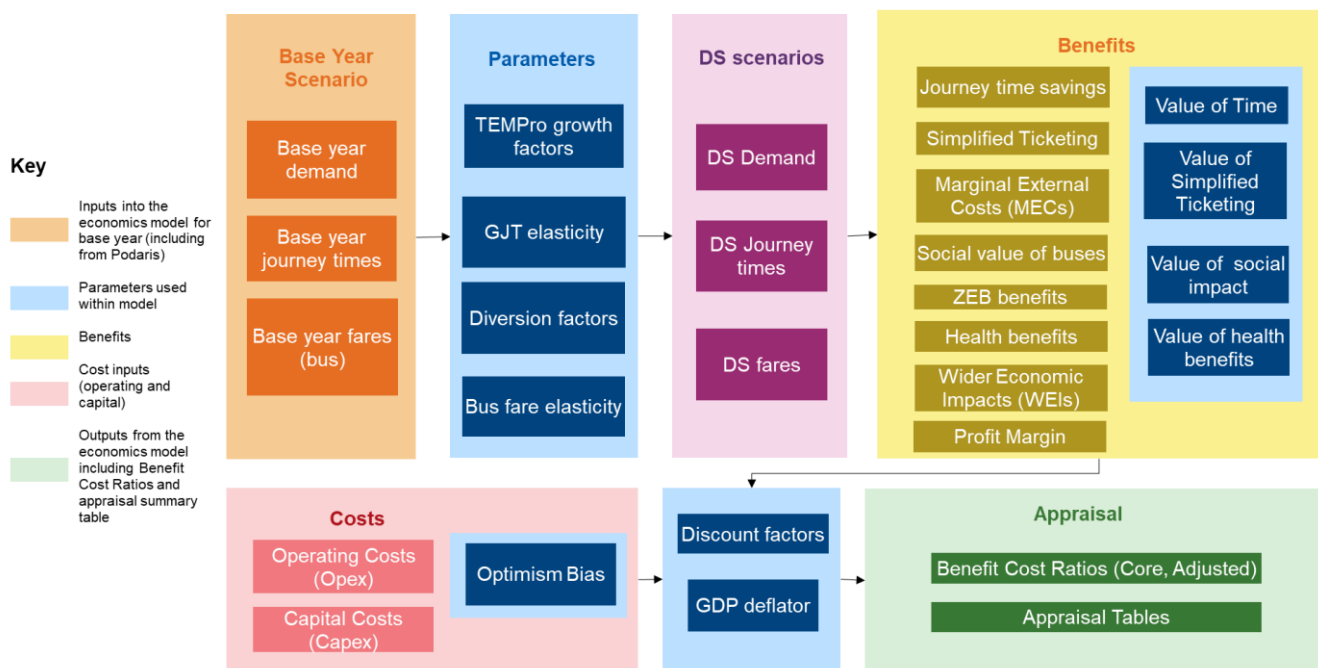 Key
Inputs into the
economics model for
base year (including
from Podaris)
Parameters used
within model
Benefits
Cost inputs
(operating and
capital)
Outputs from the
economics model
including Benefit
Cost Ratios and
appraisal summary
table
Base Year
Scenario
Base year
demand
Base year
journey times
Base year fares
(bus)
Parameters
TEMPro growth
factors
GJT elasticity
Diversion factors
Bus fare elasticity
DS scenarios
DS Demand
DS Journey
times
DS fares
Benefits
Journey time savings
Simplified Ticketing
Marginal External
Costs (MECs)
Social value of buses
ZEB benefits
Health benefits
Wider Economic
Impacts (WEIs)
Profit Margin
Value of Time
Value of
Simplified
Ticketing
Value of social
impact
Value of health
benefits
Costs
Operating Costs
(Opex)
Capital Costs
(Capex)
Optimism Bias
Discount factors
GDP deflator
Appraisal
Benefit Cost Ratios (Core, Adjusted)
Appraisal Tables